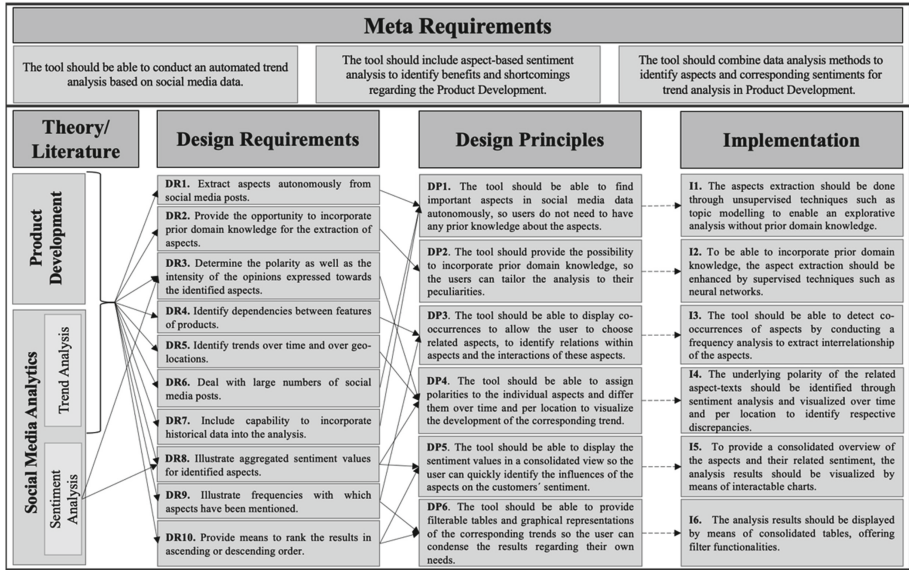 Meta Requirements
The tool should be able to conduct an automated trend
analysis based on social media data.
The tool should include aspect-based sentiment
analysis to identify benefits and shortcomings
regarding the Product Development.
The tool should combine data analysis methods to
identify aspects and corresponding sentiments for
trend analysis in Product Development.
Theory/
Literature
Product
Development
Social Media Analytics
Trend Analysis
Sentiment
Analysis
Design Requirements
DR1. Extract aspects autonomously from
social media posts.
DR2. Provide the opportunity to incorporate
prior domain knowledge for the extraction of
aspects.
DR3. Determine the polarity as well as the
intensity of the opinions expressed towards
the identified aspects.
DR4. Identify dependencies between features
of products.
DR5. Identify trends over time and over geo-
locations.
DR6. Deal with large numbers of social
media posts.
DR7. Include capability to incorporate
historical data into the analysis.
DR8. Illustrate aggregated sentiment values
for identified aspects.
DR9. Illustrate frequencies with which
aspects have been mentioned.
DR10. Provide means to rank the results in
ascending or descending order.
Design Principles
DP1. The tool should be able to find
important aspects in social media data
autonomously, so users do not need to have
any prior knowledge about the aspects.
DP2. The tool should provide the possibility
to incorporate prior domain knowledge, so
the users can tailor the analysis to their
peculiarities.
DP3. The tool should be able to display co-
occurrences to allow the user to choose
related aspects, to identify relations within
aspects and the interactions of these aspects.
DP4. The tool should be able to assign
polarities to the individual aspects and differ
them over time and per location to visualize
the development of the corresponding trend.
DP5. The tool should be able to display the
sentiment values in a consolidated view so the
user can quickly identify the influences of the
aspects on the customers´ sentiment.
DP6. The tool should be able to provide
filterable tables and graphical representations
of the corresponding trends so the user can
condense the results regarding their own
needs.
Implementation
I1. The aspects extraction should be done
through unsupervised techniques such as
topic modelling to enable an explorative
analysis without prior domain knowledge.
I2. To be able to incorporate prior domain
knowledge, the aspect extraction should be
enhanced by supervised techniques such as
neural networks.
I3. The tool should be able to detect co-
occurrences of aspects by conducting a
frequency analysis to extract interrelationship
of the aspects.
I4. The underlying polarity of the related
aspect-texts should be identified through
sentiment analysis and visualized over time
and per location to identify respective
discrepancies.
I5. To provide a consolidated overview of
the aspects and their related sentiment, the
analysis results should be visualized by
means of interactable charts.
I6. The analysis results should be displayed
by means of consolidated tables, offering
filter functionalities.